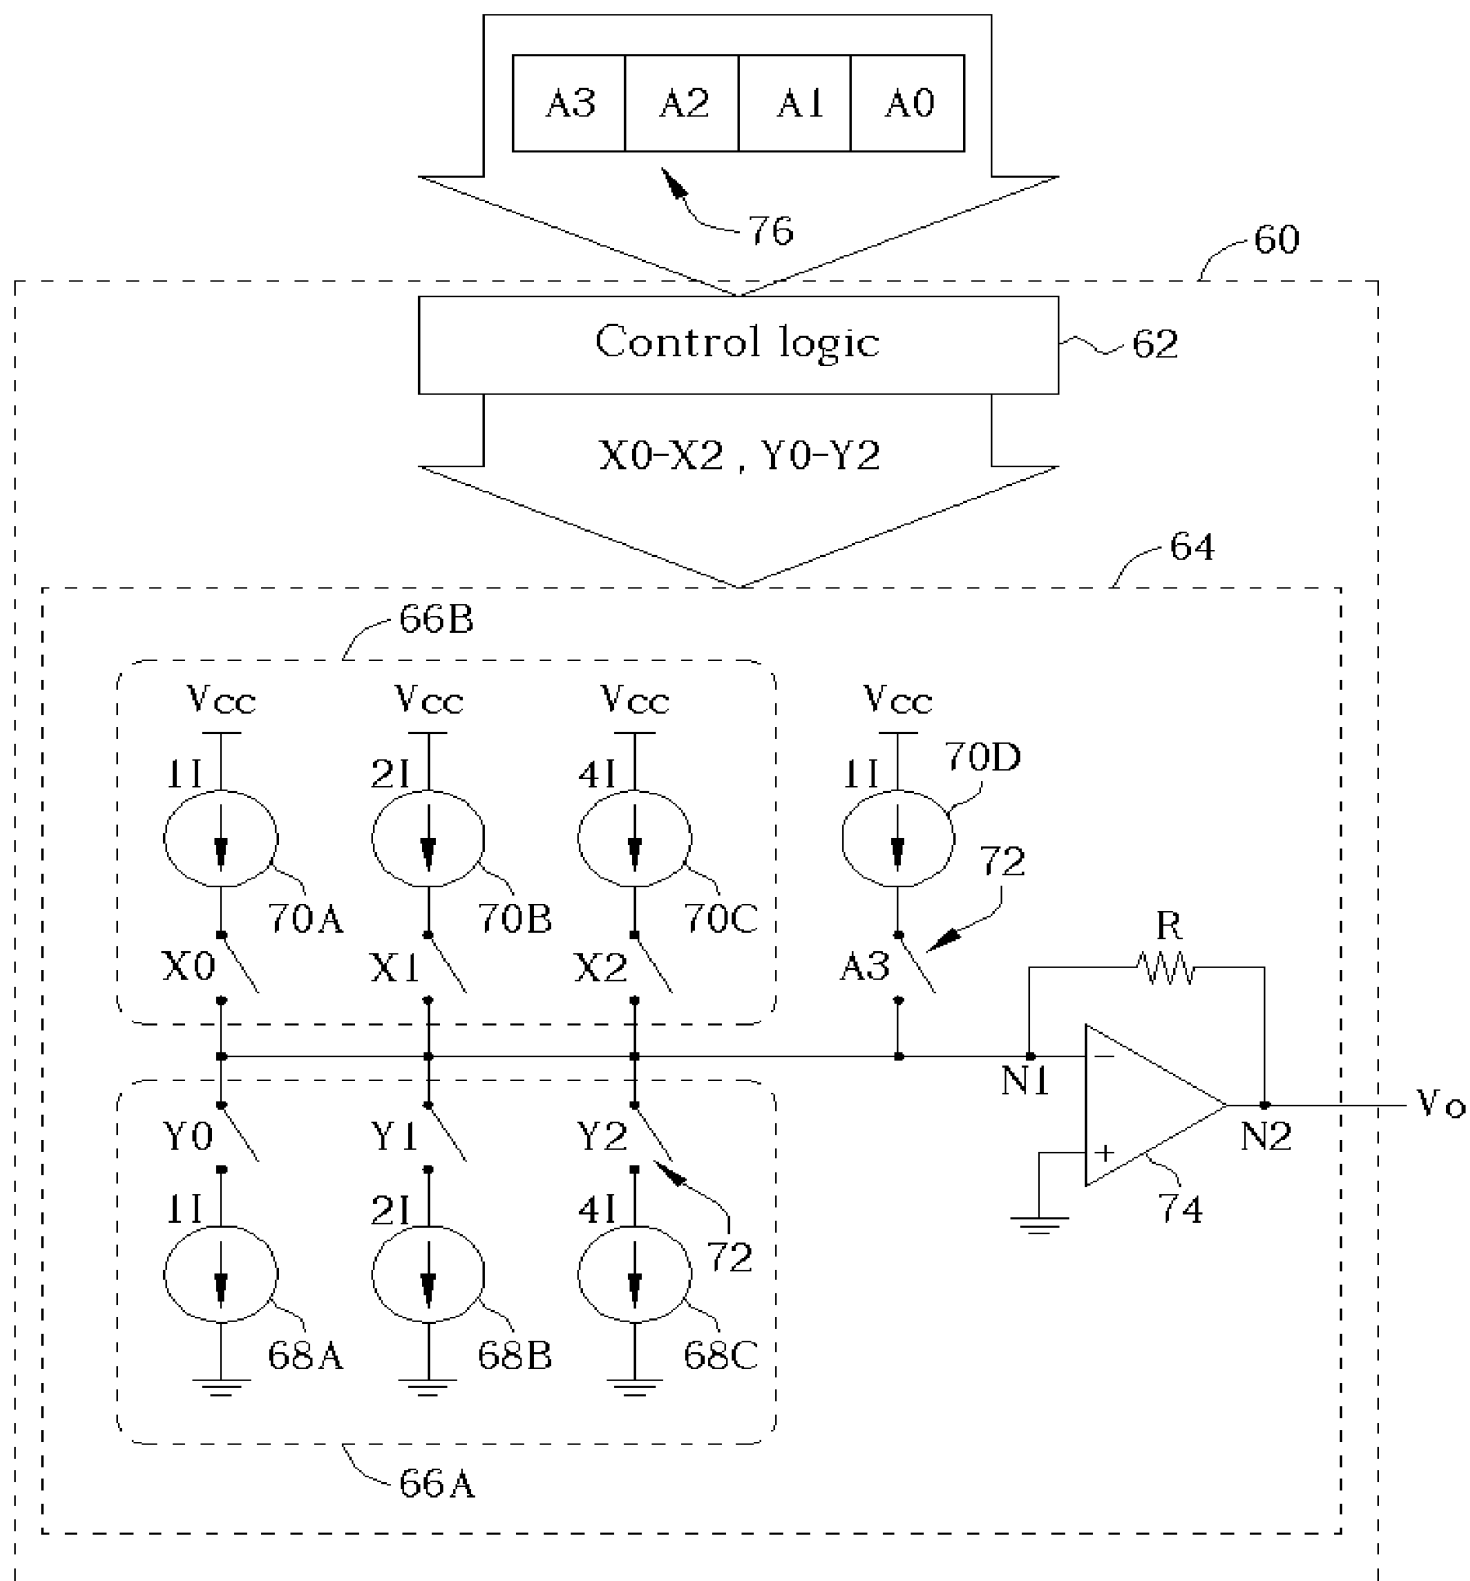 A3 A2 A1 A0
76
60
Control logic
62
X0-X2 , Y0-Y2
64
66B
VCC VCC VCC VCC
1I 2I 4I 1I 70D
70A 70B 70C 72
X0 X1 X2 A3 R
N1
Y0 Y1 Y2 N2 Vo
− +
1I 2I 4I 72 74
68A 68B 68C
66A